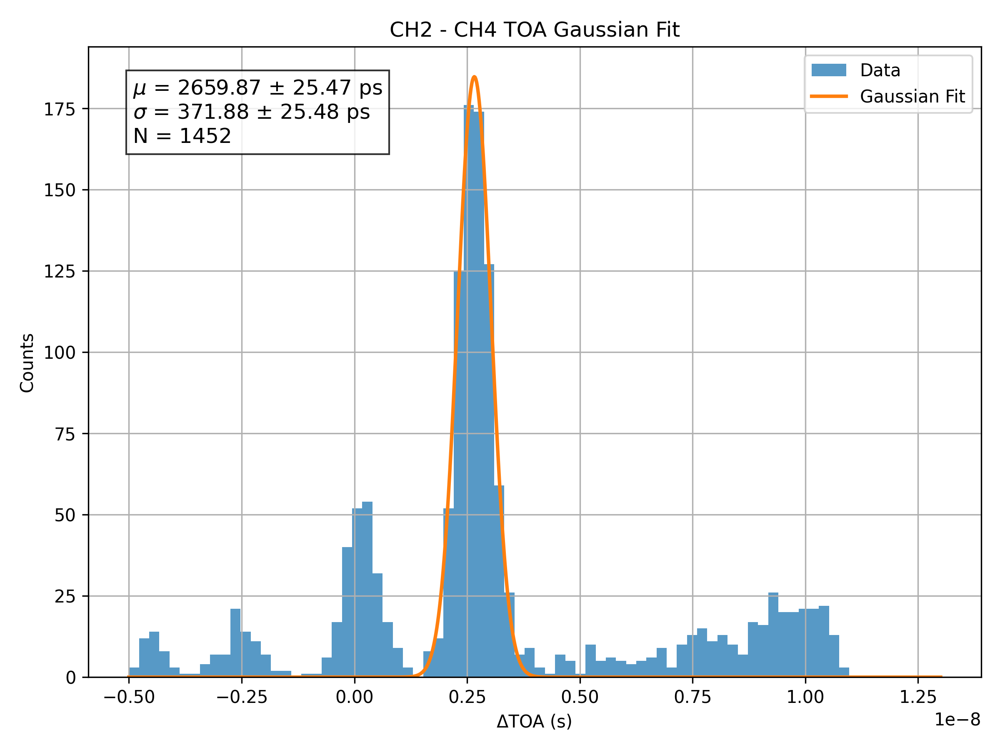 CH2 - CH4 TOA Gaussian Fit
μ = 2659.87 ± 25.47 ps
σ = 371.88 ± 25.48 ps
N = 1452
Data
Gaussian Fit
175
150
125
100
75
50
25
0
Counts
−0.50 −0.25 0.00 0.25 0.50 0.75 1.00 1.25
1e−8
ΔTOA (s)